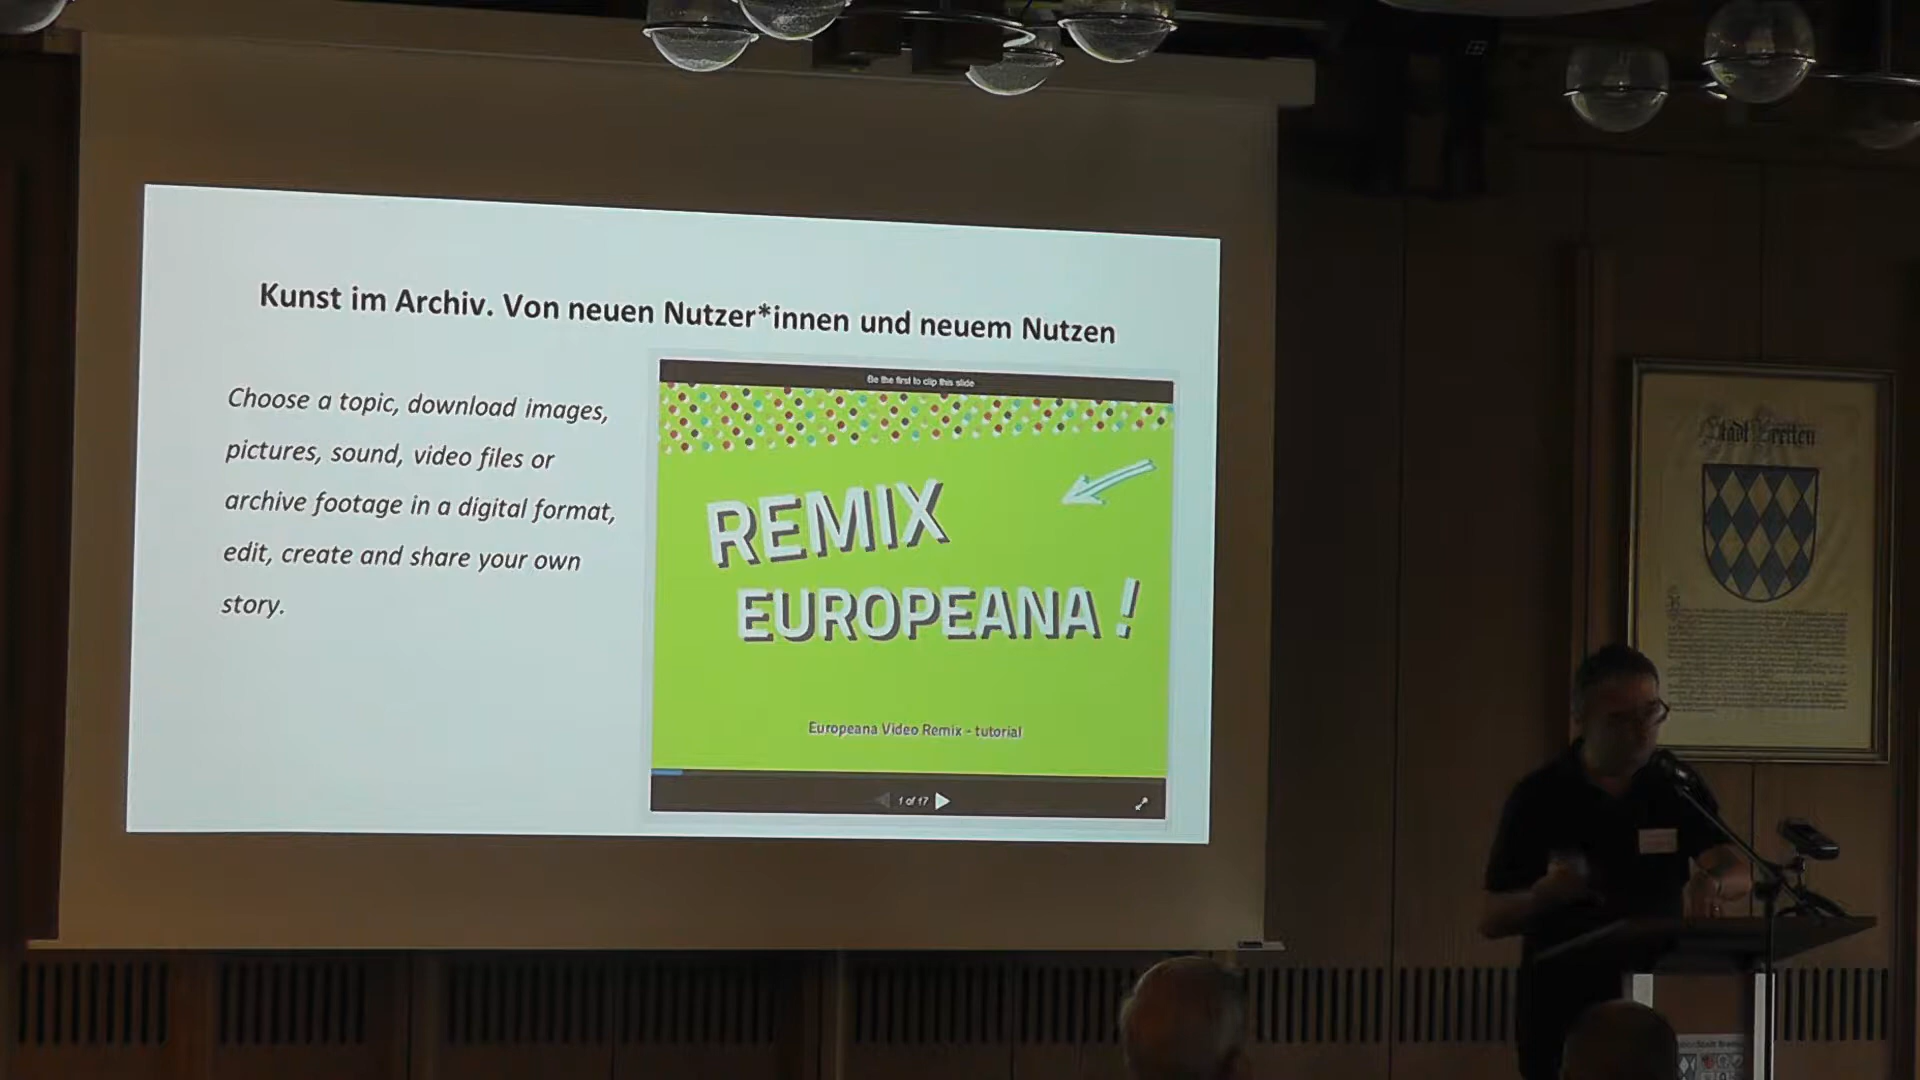 Kunst im Archiv. Von neuen Nutzer*innen und neuem Nutzen
Choose a topic, download images,
pictures, sound, video files or
archive footage in a digital format,
edit, create and share your own
story.
Be the first to clip this slide
REMIX
EUROPEANA!
Europeana Video Remix - tutorial
1 of 17
Stadt Bretten